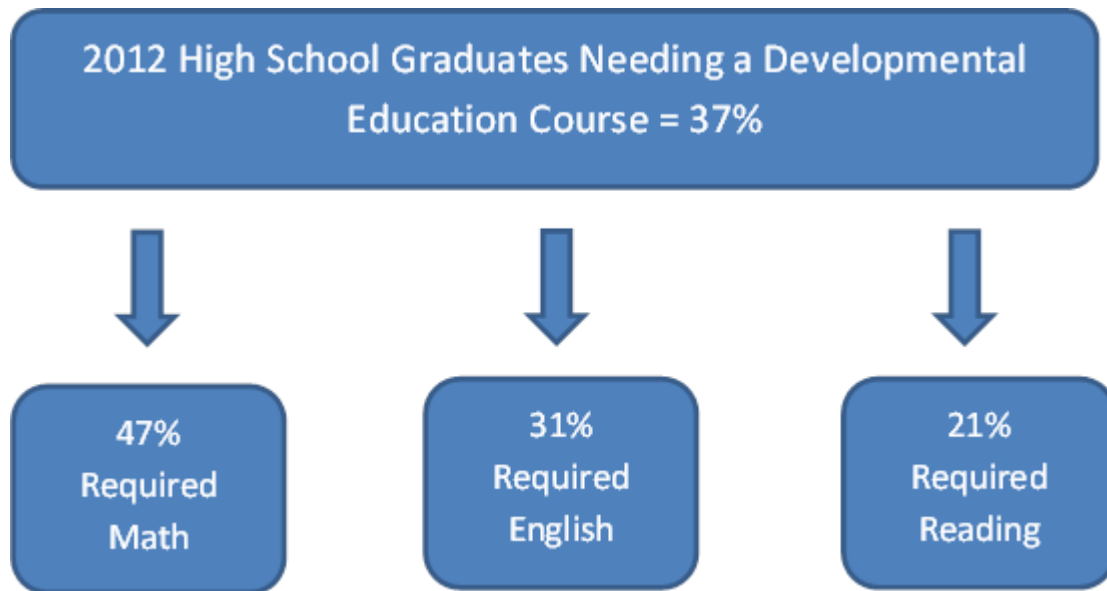 2012 High School Graduates Needing a Developmental
Education Course = 37%
47%
Required
Math
31%
Required
English
21%
Required
Reading